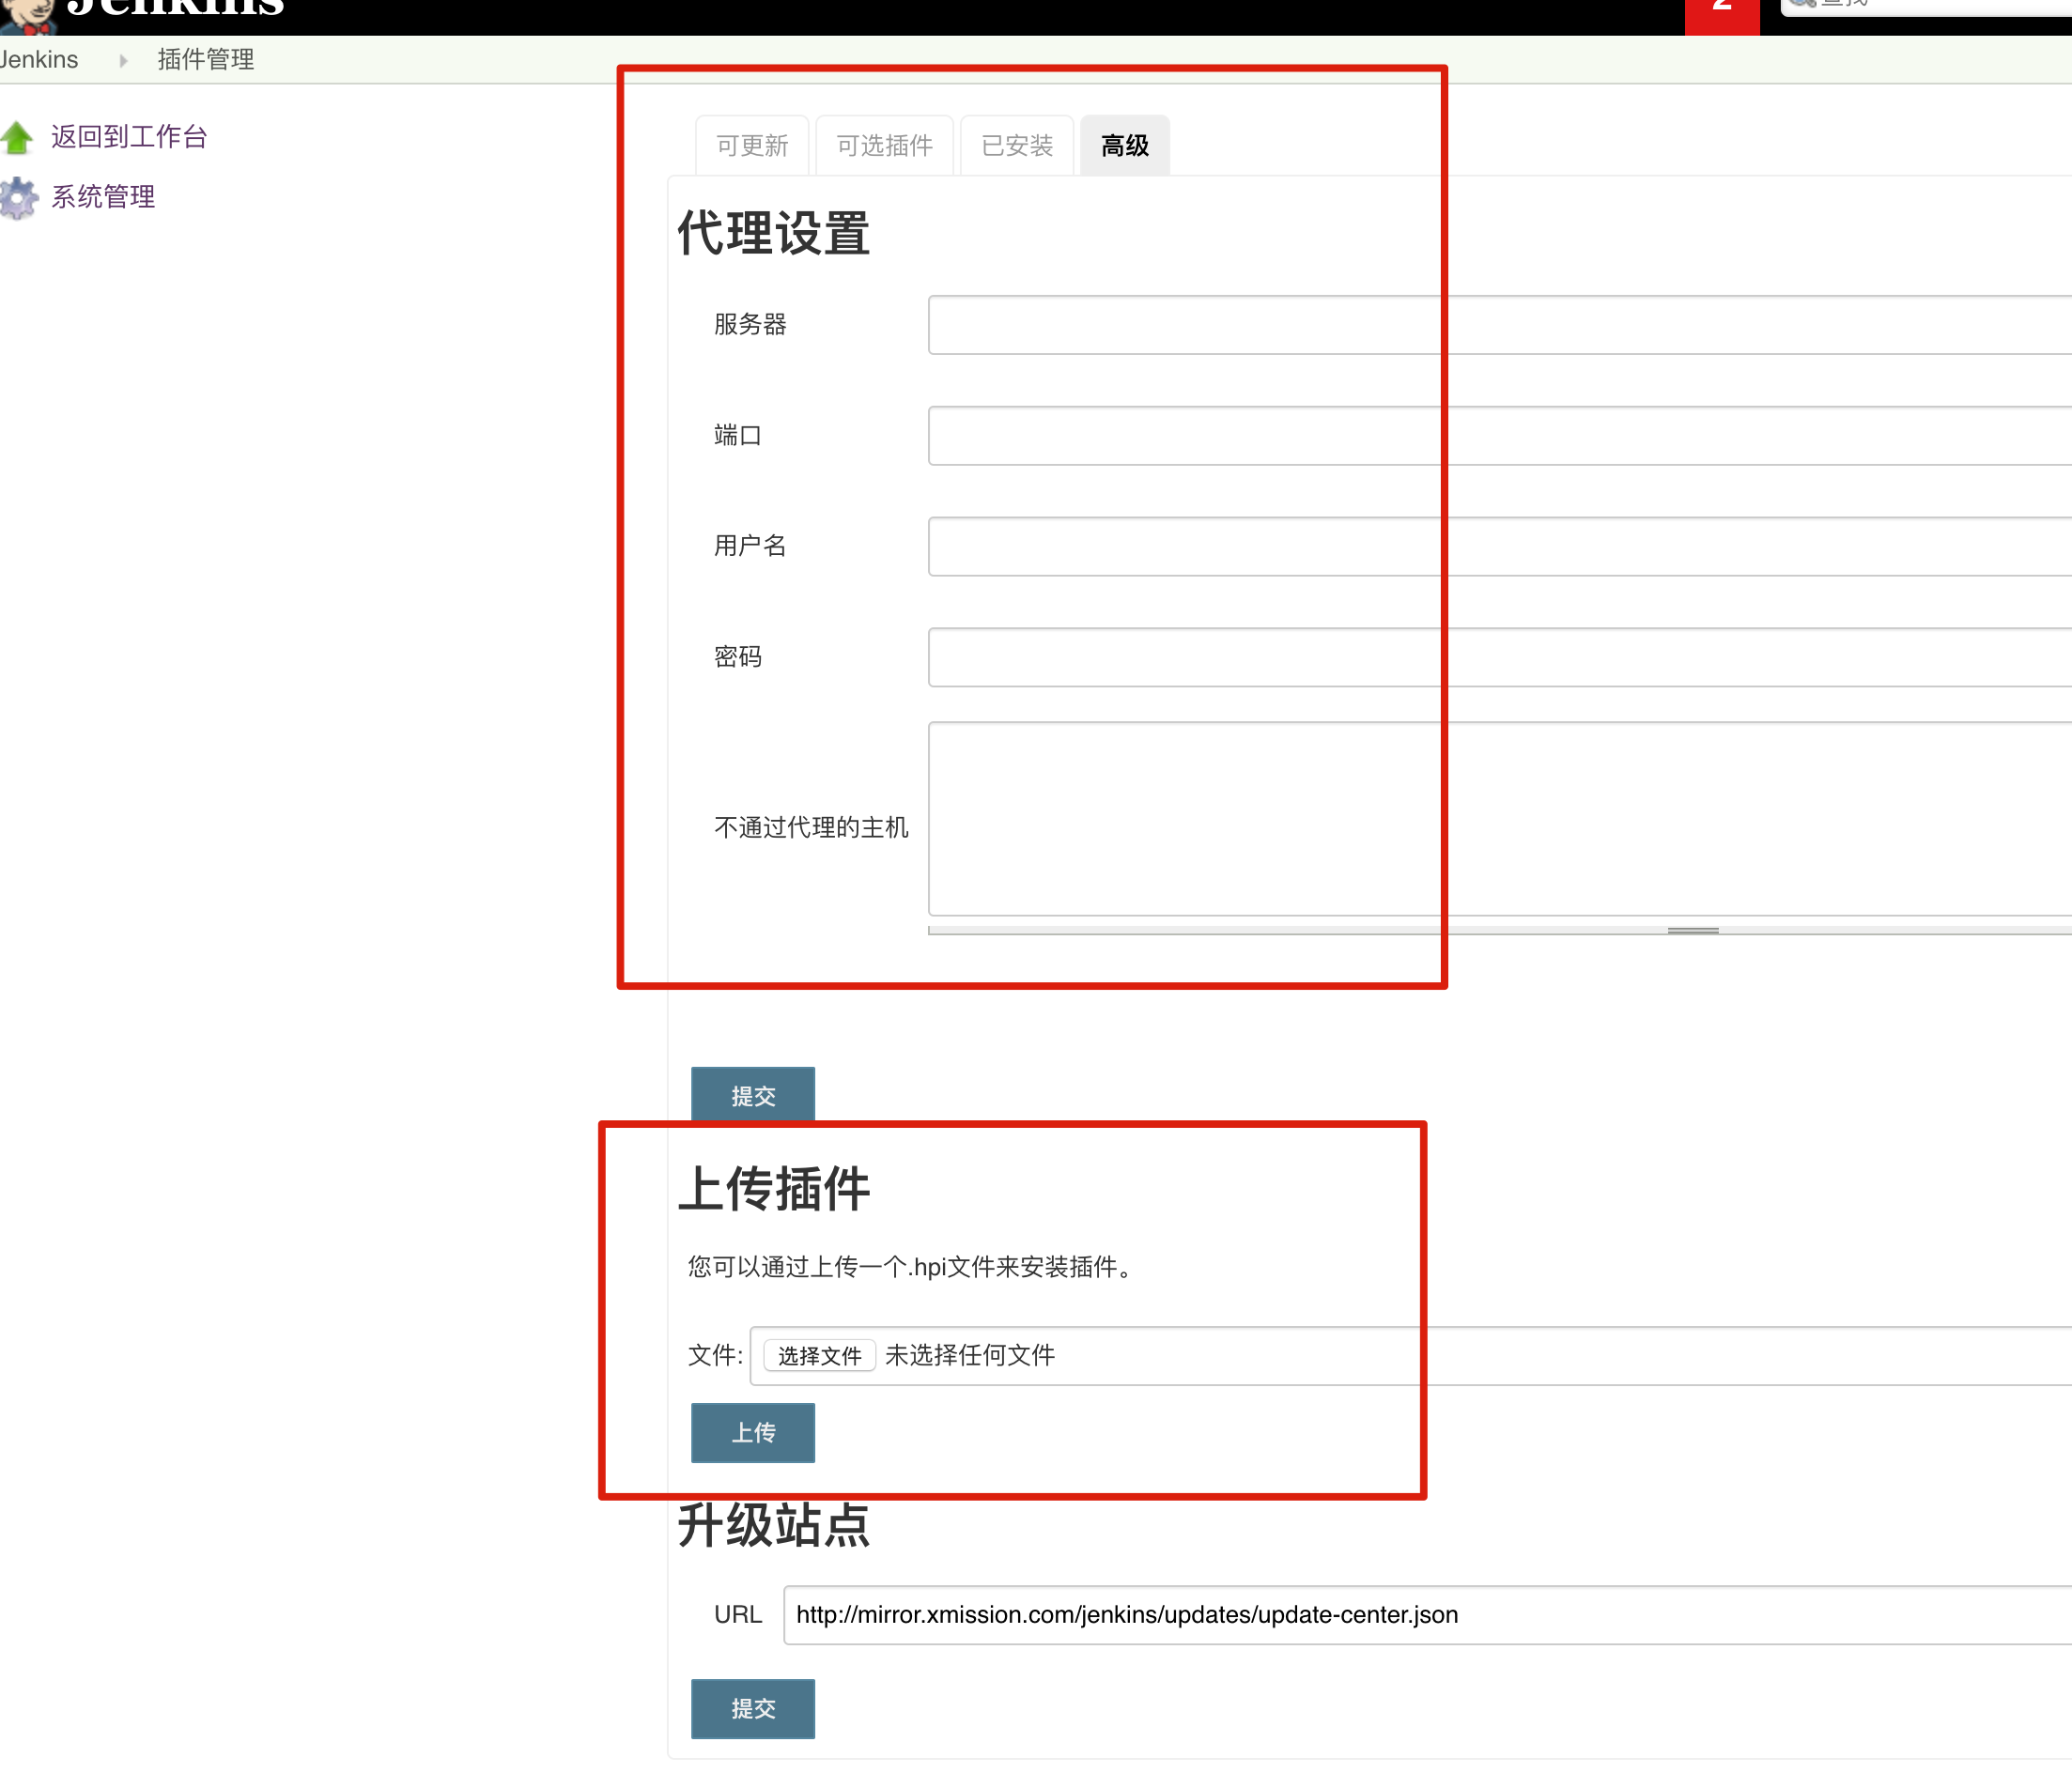 Jenkins
2
查找
Jenkins
插件管理
返回到工作台
系统管理
可更新
可选插件
已安装
高级
代理设置
服务器
端口
用户名
密码
不通过代理的主机
提交
上传插件
您可以通过上传一个.hpi文件来安装插件。
文件: 选择文件 未选择任何文件
上传
升级站点
URL http://mirror.xmission.com/jenkins/updates/update-center.json
提交